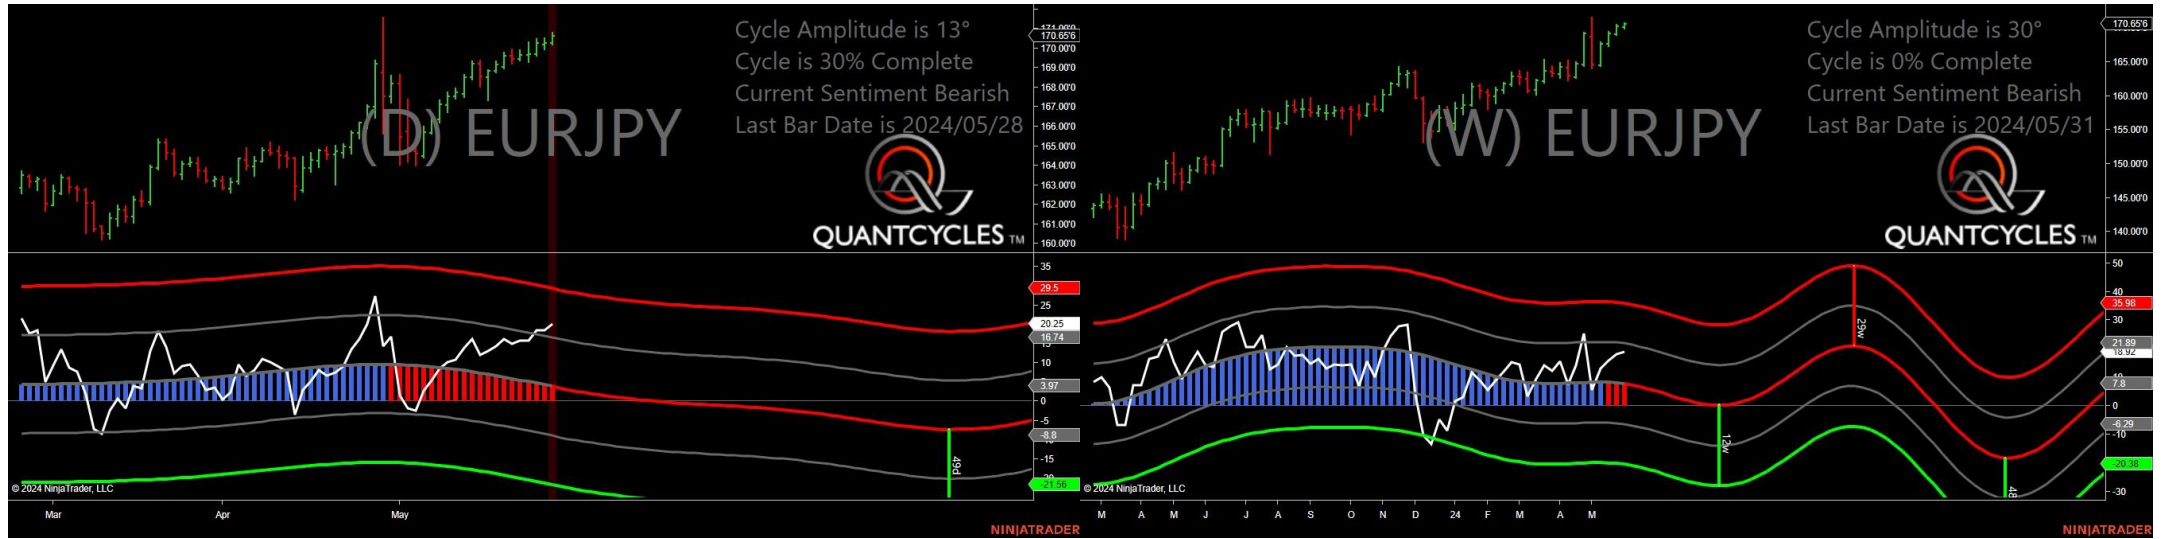 Cycle Amplitude is 13°
Cycle is 30% Complete
Current Sentiment Bearish
Last Bar Date is 2024/05/28
(D) EURJPY
QUANTCYCLES TM
170.65'6
170.00'0
169.00'0
168.00'0
167.00'0
166.00'0
165.00'0
164.00'0
163.00'0
162.00'0
161.00'0
160.00'0
35
29.5
25
20.25
16.74
10
3.97
0
-5
-8.8
-15
-21.56
49d
© 2024 NinjaTrader, LLC
Mar Apr May
NINJATRADER
Cycle Amplitude is 30°
Cycle is 0% Complete
Current Sentiment Bearish
Last Bar Date is 2024/05/31
(W) EURJPY
QUANTCYCLES TM
170.65'6
165.00'0
160.00'0
155.00'0
150.00'0
145.00'0
140.00'0
50
40
35.98
30
21.89
18.92
7.8
0
-6.29
-10
-20.38
-30
29w
12w
48
© 2024 NinjaTrader, LLC
M A M J J A S O N D 24 F M A M
NINJATRADER